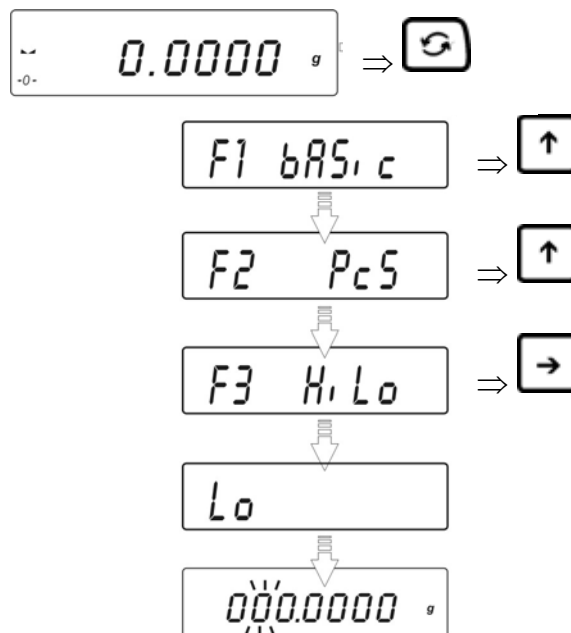 0.0000 g
-0-
F1 bASic
F2 PcS
F3 HiLo
Lo
000.0000 g